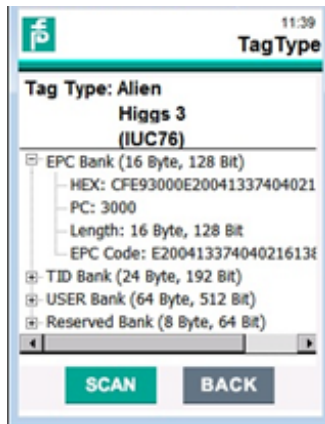 11:39
TagType
Tag Type: Alien
Higgs 3
(IUC76)
EPC Bank (16 Byte, 128 Bit)
HEX: CFE93000E20041337404021
PC: 3000
Length: 16 Byte, 128 Bit
EPC Code: E20041337404021613
TID Bank (24 Byte, 192 Bit)
USER Bank (64 Byte, 512 Bit)
Reserved Bank (8 Byte, 64 Bit)
SCAN BACK